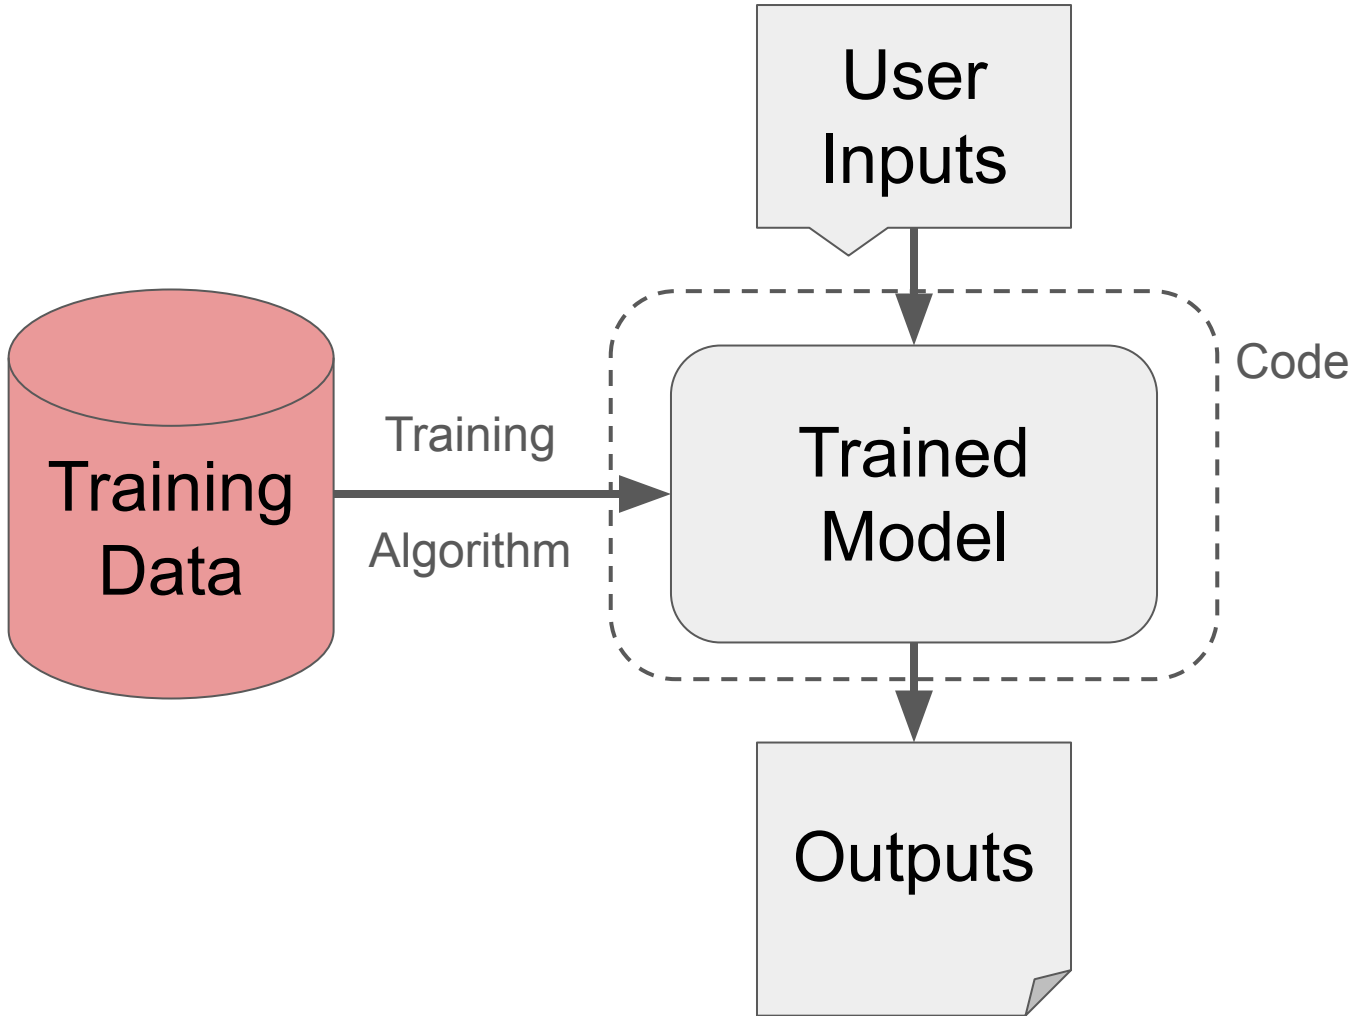 User
Inputs
Code
Training
Algorithm
Training
Data
Trained
Model
Outputs